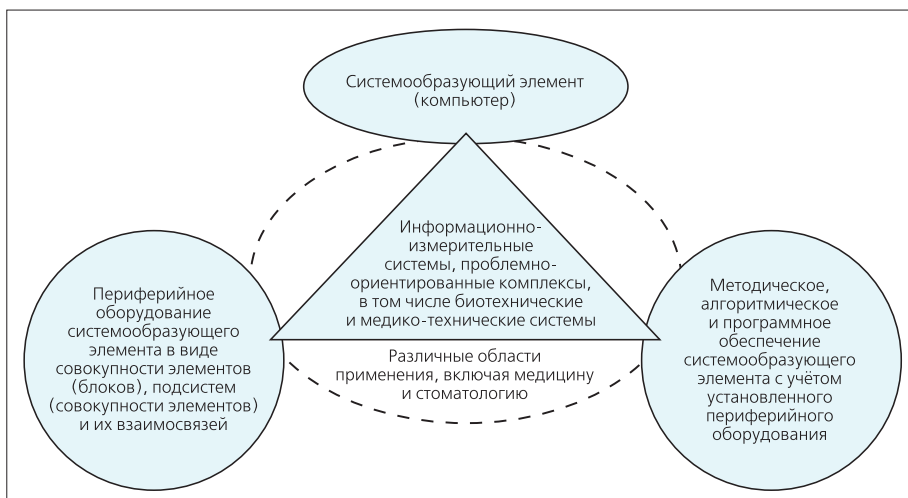 Системообразующий элемент
(компьютер)
Информационно-
измерительные
системы, проблемно-
ориентированные комплексы,
в том числе биотехнические
и медико-технические системы
Периферийное
оборудование
системообразующего
элемента в виде
совокупности элементов
(блоков), подсистем
(совокупности элементов)
и их взаимосвязей
Методическое,
алгоритмическое
и программное
обеспечение
системообразующего
элемента с учётом
установленного
периферийного
оборудования
Различные области
применения, включая медицину
и стоматологию